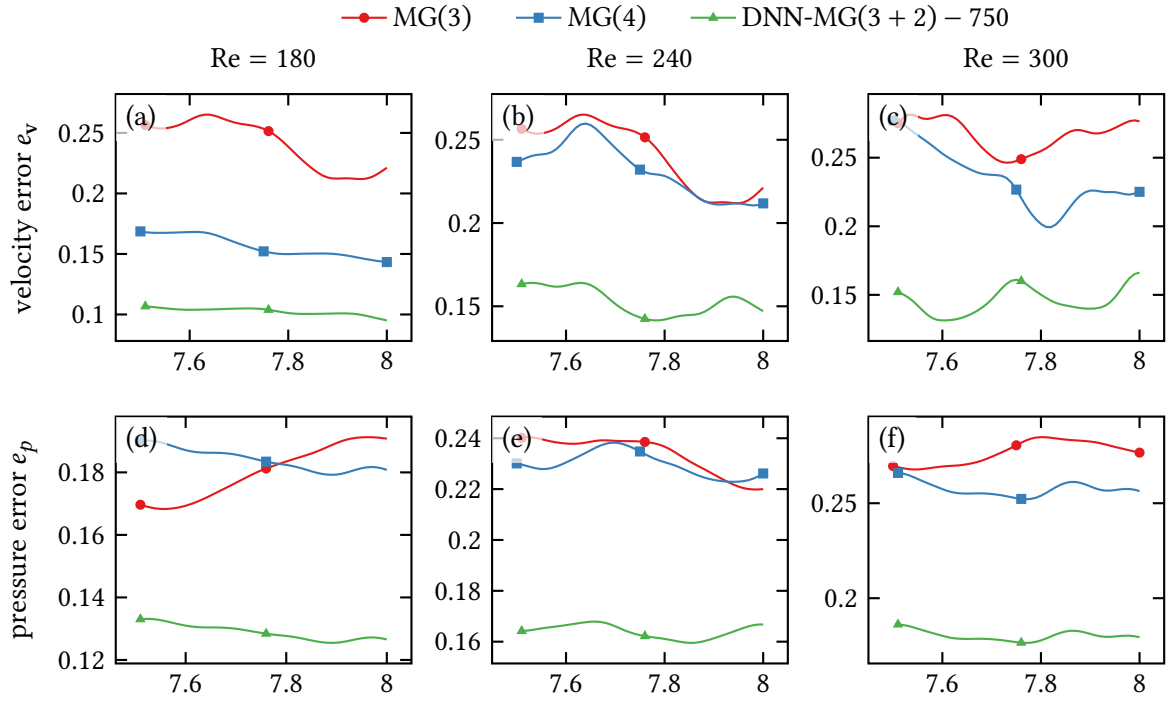 MG(3) MG(4) DNN-MG(3 + 2) − 750
Re = 180 Re = 240 Re = 300
velocity error e_v
(a)
0.25
0.2
0.15
0.1
7.6 7.8 8
(b)
0.25
0.2
0.15
7.6 7.8 8
(c)
0.25
0.2
0.15
7.6 7.8 8
pressure error e_p
(d)
0.18
0.16
0.14
0.12
7.6 7.8 8
(e)
0.24
0.22
0.2
0.18
0.16
7.6 7.8 8
(f)
0.25
0.2
7.6 7.8 8